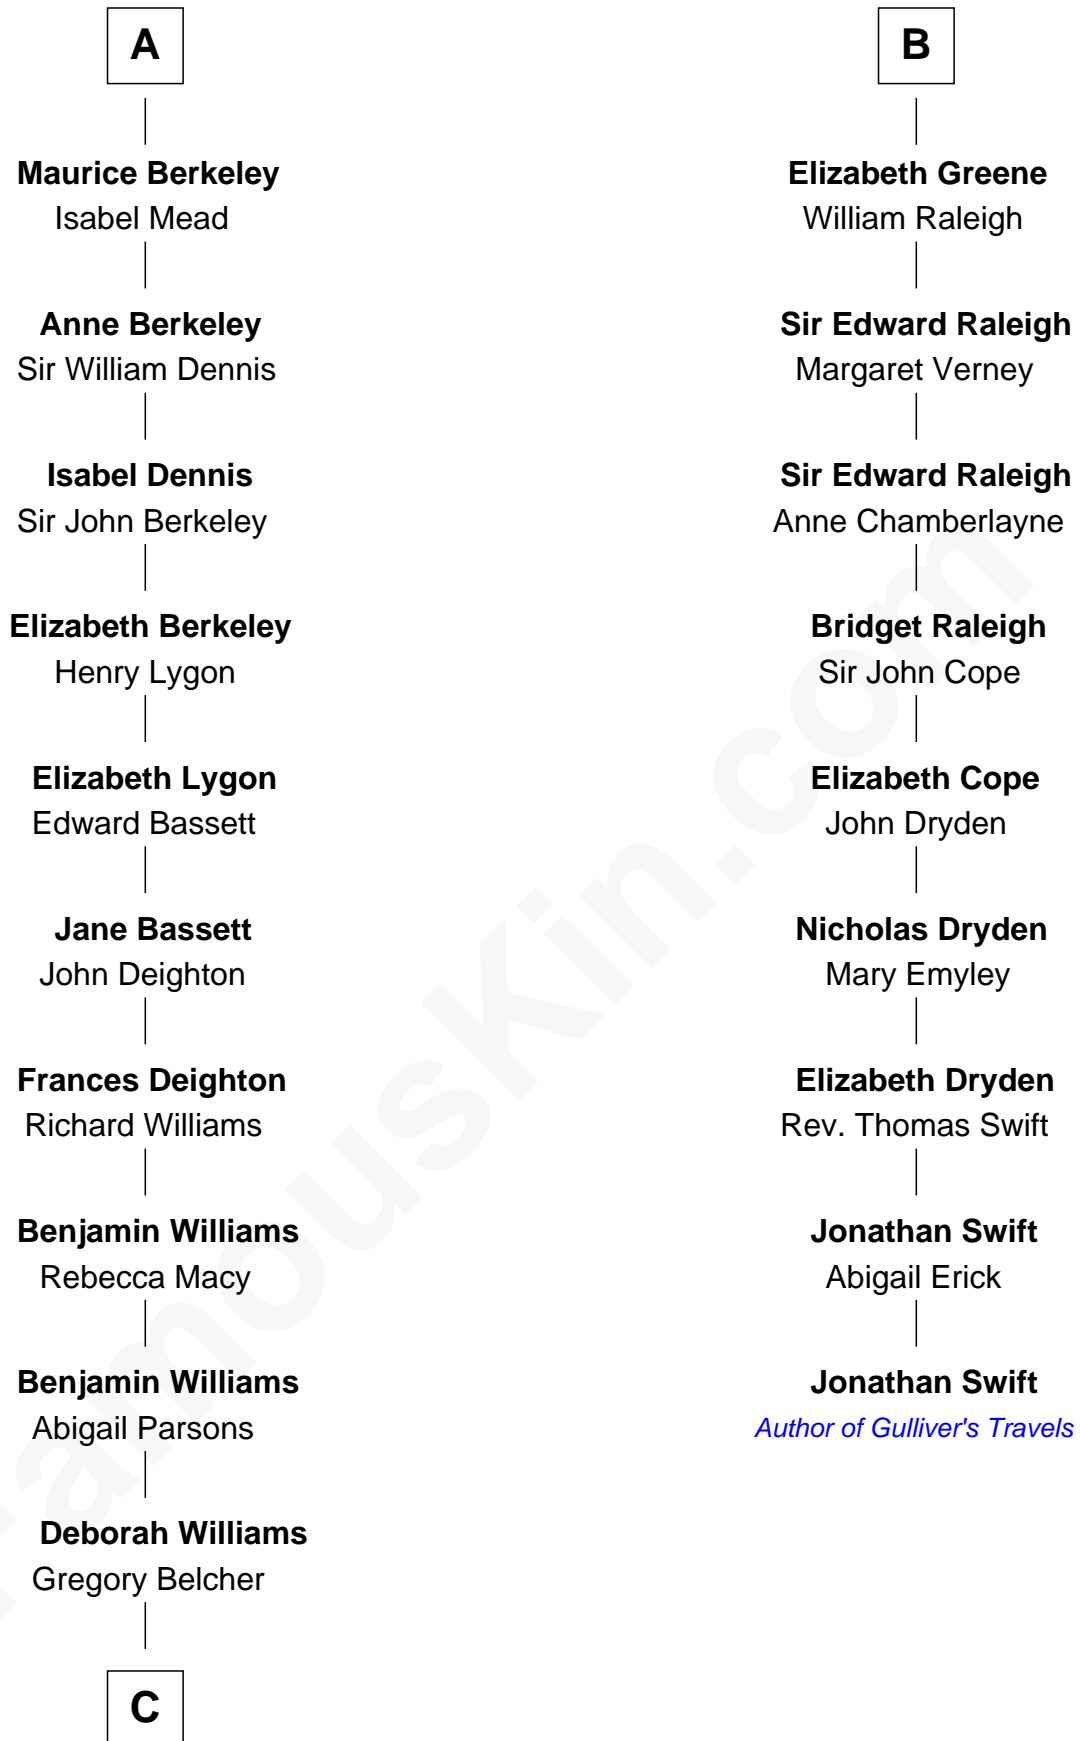 A
Maurice Berkeley
Isabel Mead
Anne Berkeley
Sir William Dennis
Isabel Dennis
Sir John Berkeley
Elizabeth Berkeley
Henry Lygon
Elizabeth Lygon
Edward Bassett
Jane Bassett
John Deighton
Frances Deighton
Richard Williams
Benjamin Williams
Rebecca Macy
Benjamin Williams
Abigail Parsons
Deborah Williams
Gregory Belcher
C
B
Elizabeth Greene
William Raleigh
Sir Edward Raleigh
Margaret Verney
Sir Edward Raleigh
Anne Chamberlayne
Bridget Raleigh
Sir John Cope
Elizabeth Cope
John Dryden
Nicholas Dryden
Mary Emyley
Elizabeth Dryden
Rev. Thomas Swift
Jonathan Swift
Abigail Erick
Jonathan Swift
Author of Gulliver's Travels
FamousKin.com